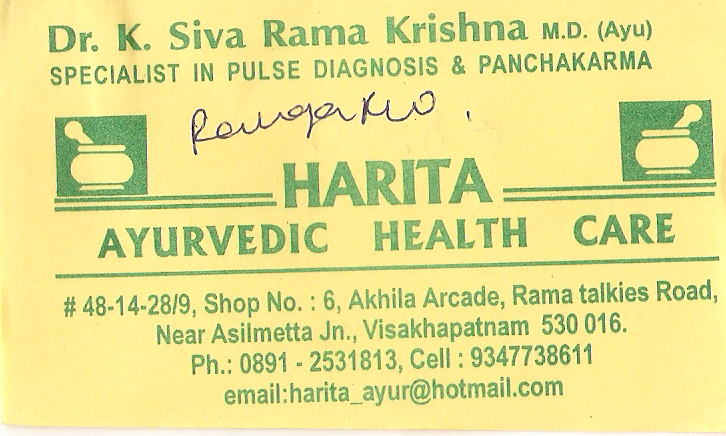 Dr. K. Siva Rama Krishna M.D. (Ayu)
SPECIALIST IN PULSE DIAGNOSIS & PANCHAKARMA
HARITA
AYURVEDIC HEALTH CARE
# 48-14-28/9, Shop No. : 6, Akhila Arcade, Rama talkies Road,
Near Asilmetta Jn., Visakhapatnam 530 016.
Ph.: 0891 - 2531813, Cell : 9347738611
email:harita_ayur@hotmail.com